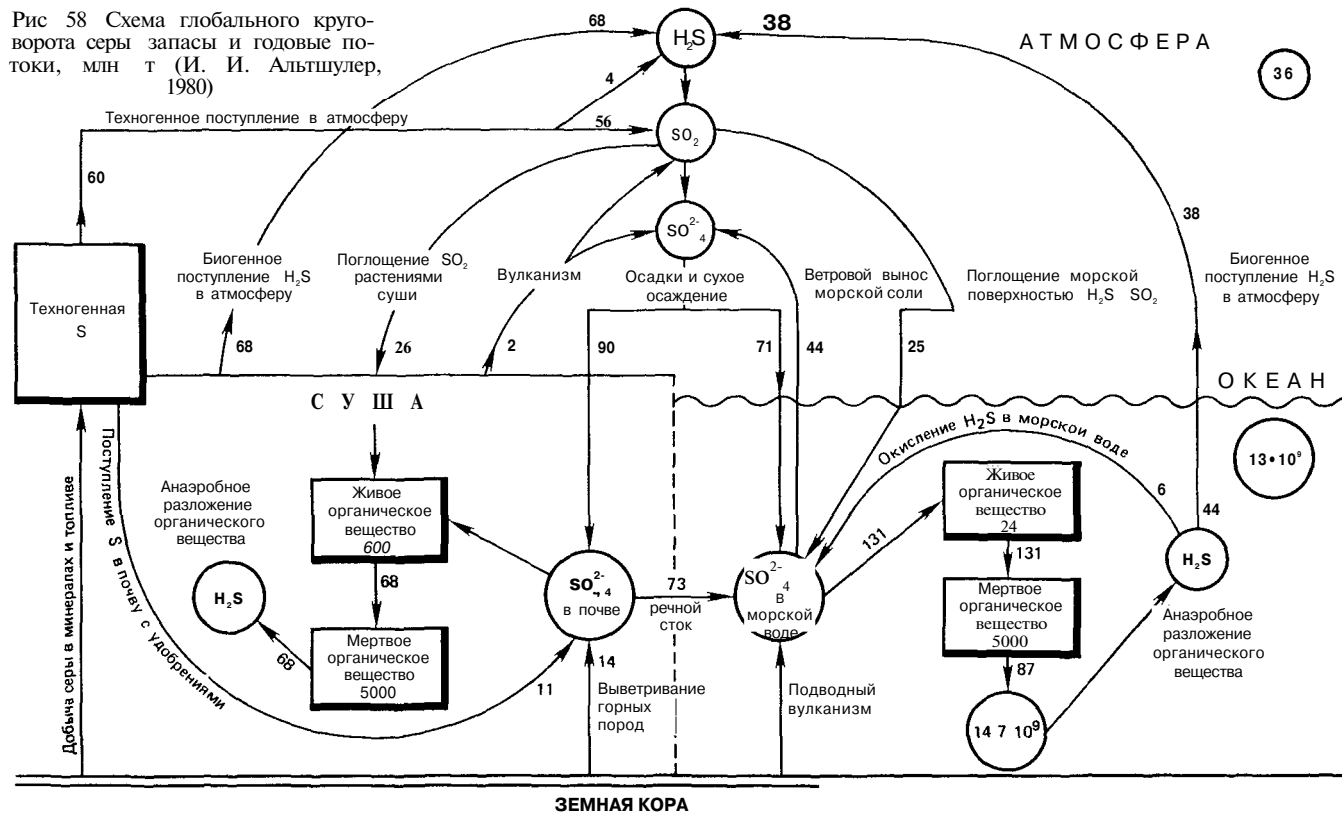 Рис 58 Схема глобального круго-
ворота серы запасы и годовые по-
токи, млн т (И. И. Альтшулер,
1980)
68
H₂S
38
АТМОСФЕРА
36
4
Техногенное поступление в атмосферу
56
SO₂
60
38
SO²⁻₄
Техногенная
S
Биогенное
поступление H₂S
в атмосферу
Поглощение SO₂
растениями
суши
Вулканизм
Осадки и сухое
осаждение
Ветровой вынос
морской соли
Поглощение морской
поверхностью H₂S SO₂
Биогенное
поступление H₂S
в атмосферу
68
26
2
90
71
44
25
СУША
ОКЕАН
13•10⁹
Добыча серы в минералах и топливе
Поступление S в почву с удобрениями
11
Анаэробное
разложение
органического
вещества
H₂S
68
Живое
органическое
вещество
600
68
Мертвое
органическое
вещество
5000
SO²⁻₄
в почве
73
речной
сток
14
Выветривание
горных
пород
SO²⁻₄
в
морской
воде
Подводный
вулканизм
131
Окисление H₂S в морской воде
6
44
Живое
органическое
вещество
24
131
Мертвое
органическое
вещество
5000
87
14 7 10⁹
H₂S
Анаэробное
разложение
органического
вещества
ЗЕМНАЯ КОРА